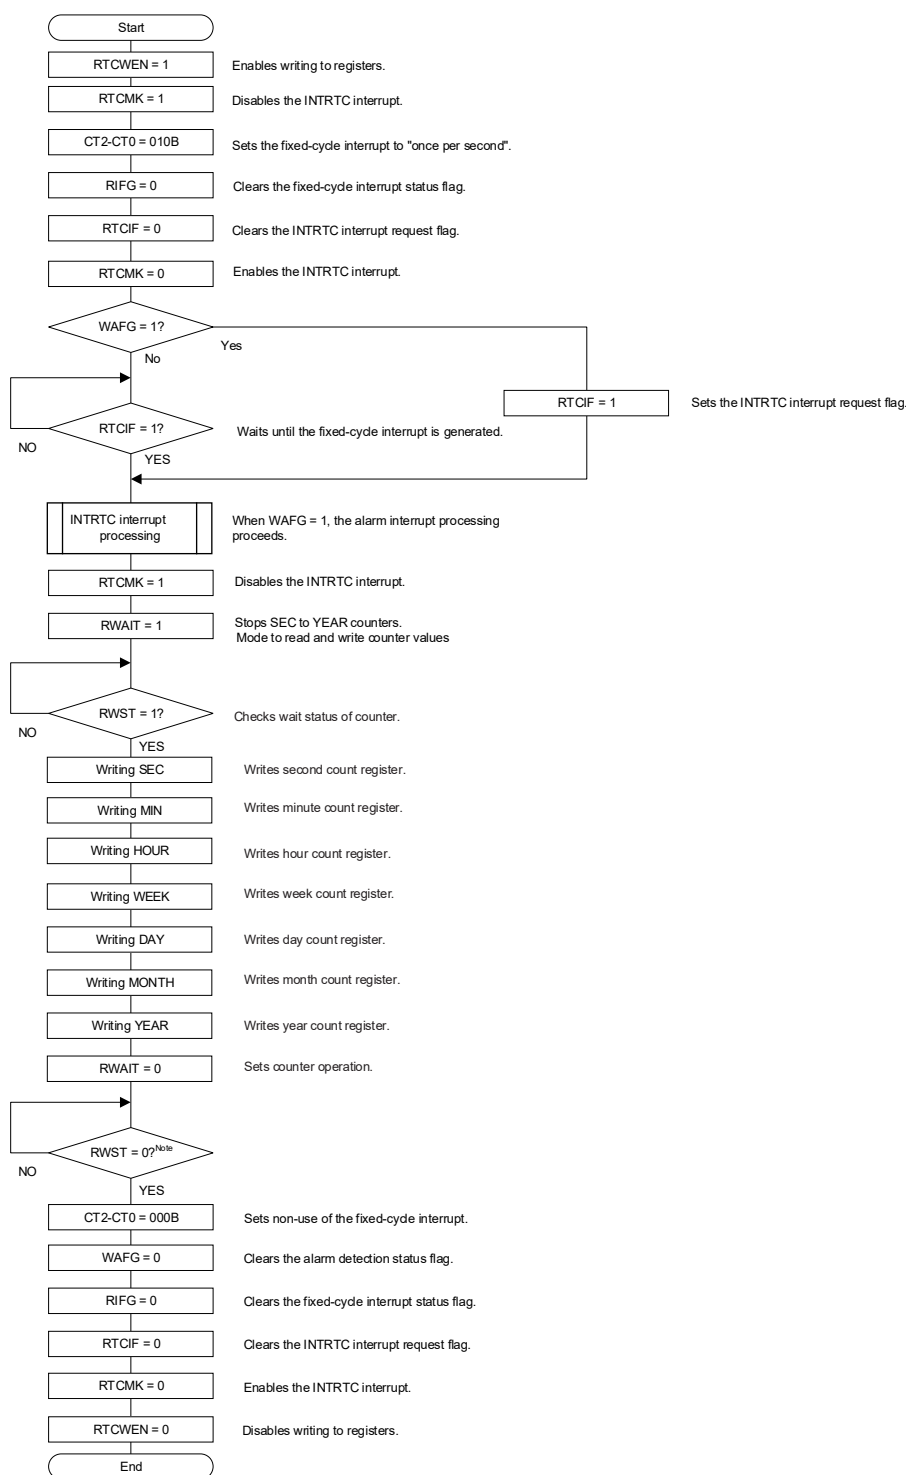 Start
RTCWEN = 1
Enables writing to registers.
RTCMK = 1
Disables the INTRTC interrupt.
CT2-CT0 = 010B
Sets the fixed-cycle interrupt to "once per second".
RIFG = 0
Clears the fixed-cycle interrupt status flag.
RTCIF = 0
Clears the INTRTC interrupt request flag.
RTCMK = 0
Enables the INTRTC interrupt.
WAFG = 1?
Yes
No
RTCIF = 1
Sets the INTRTC interrupt request flag.
RTCIF = 1?
Waits until the fixed-cycle interrupt is generated.
NO
YES
INTRTC interrupt
processing
When WAFG = 1, the alarm interrupt processing
proceeds.
RTCMK = 1
Disables the INTRTC interrupt.
RWAIT = 1
Stops SEC to YEAR counters.
Mode to read and write counter values
RWST = 1?
Checks wait status of counter.
NO
YES
Writing SEC
Writes second count register.
Writing MIN
Writes minute count register.
Writing HOUR
Writes hour count register.
Writing WEEK
Writes week count register.
Writing DAY
Writes day count register.
Writing MONTH
Writes month count register.
Writing YEAR
Writes year count register.
RWAIT = 0
Sets counter operation.
RWST = 0?Note
NO
YES
CT2-CT0 = 000B
Sets non-use of the fixed-cycle interrupt.
WAFG = 0
Clears the alarm detection status flag.
RIFG = 0
Clears the fixed-cycle interrupt status flag.
RTCIF = 0
Clears the INTRTC interrupt request flag.
RTCMK = 0
Enables the INTRTC interrupt.
RTCWEN = 0
Disables writing to registers.
End